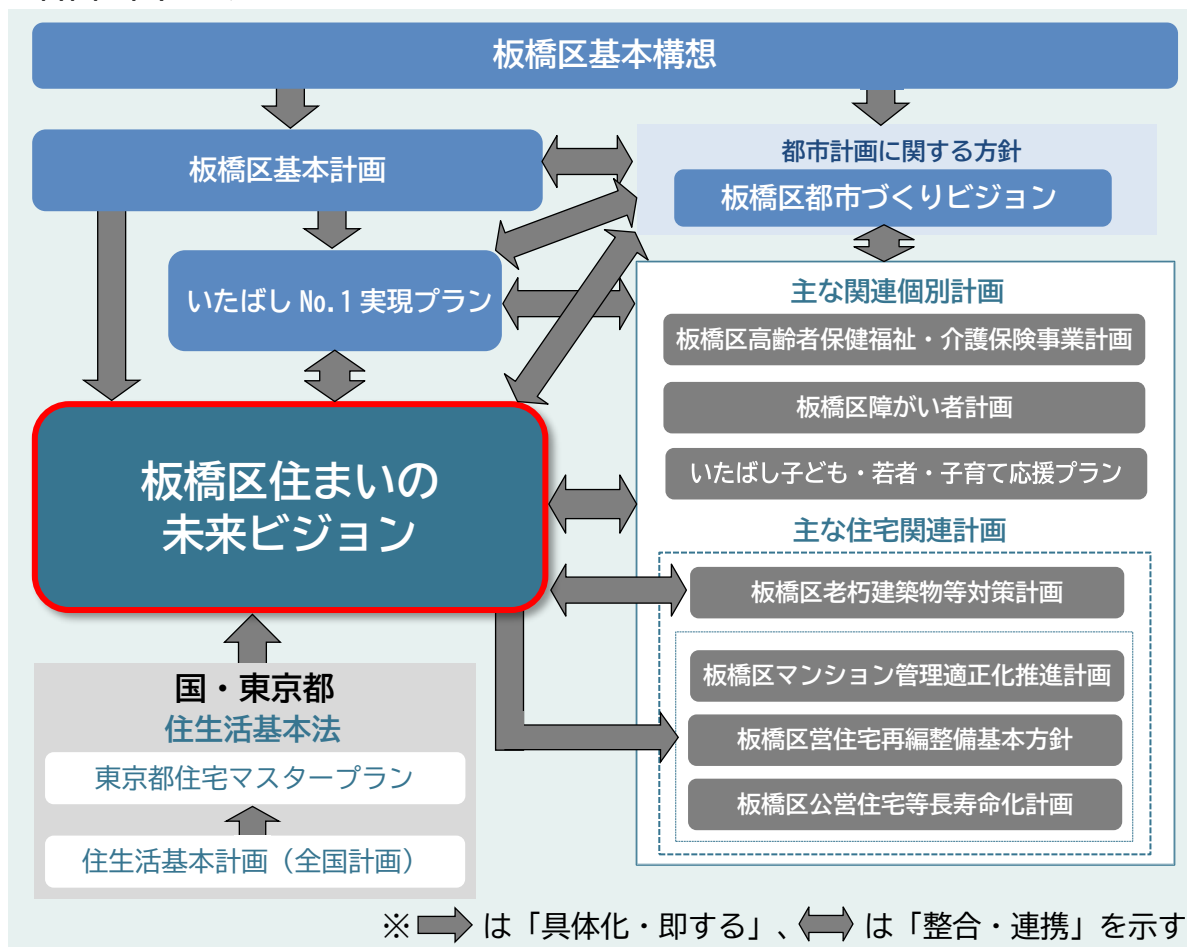 板橋区基本構想
板橋区基本計画
都市計画に関する方針
板橋区都市づくりビジョン
いたばし No.1 実現プラン
主な関連個別計画
板橋区高齢者保健福祉・介護保険事業計画
板橋区障がい者計画
いたばし子ども・若者・子育て応援プラン
板橋区住まいの
未来ビジョン
主な住宅関連計画
板橋区老朽建築物等対策計画
板橋区マンション管理適正化推進計画
板橋区営住宅再編整備基本方針
板橋区公営住宅等長寿命化計画
国・東京都
住生活基本法
東京都住宅マスタープラン
住生活基本計画（全国計画）
※ は「具体化・即する」、 は「整合・連携」を示す